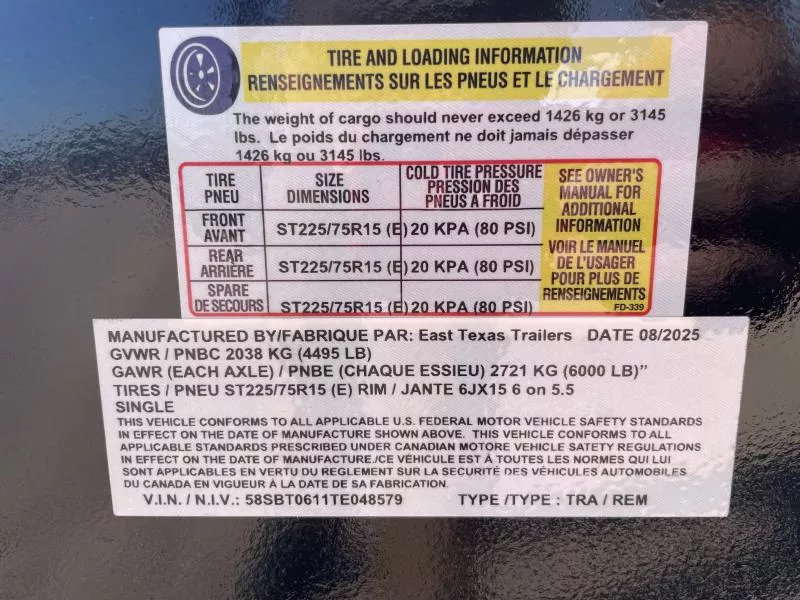 TIRE AND LOADING INFORMATION
RENSEIGNEMENTS SUR LES PNEUS ET LE CHARGEMENT
The weight of cargo should never exceed 1426 kg or 3145
lbs. Le poids du chargement ne doit jamais dépasser
1426 kg ou 3145 lbs.
TIRE PNEU SIZE DIMENSIONS COLD TIRE PRESSURE PRESSION DES PNEUS A FROID
FRONT AVANT ST225/75R15 (E) 20 KPA (80 PSI)
REAR ARRIÈRE ST225/75R15 (E) 20 KPA (80 PSI)
SPARE DE SECOURS ST225/75R15 (E) 20 KPA (80 PSI)
SEE OWNER'S
MANUAL FOR
ADDITIONAL
INFORMATION
VOIR LE MANUEL
DE L'USAGER
POUR PLUS DE
RENSEIGNEMENTS
FD-339
MANUFACTURED BY/FABRIQUE PAR: East Texas Trailers DATE 08/2025
GVWR / PNBC 2038 KG (4495 LB)
GAWR (EACH AXLE) / PNBE (CHAQUE ESSIEU) 2721 KG (6000 LB)"
TIRES / PNEU ST225/75R15 (E) RIM / JANTE 6JX15 6 on 5.5
SINGLE
THIS VEHICLE CONFORMS TO ALL APPLICABLE U.S. FEDERAL MOTOR VEHICLE SAFETY STANDARDS
IN EFFECT ON THE DATE OF MANUFACTURE SHOWN ABOVE. THIS VEHICLE CONFORMS TO ALL
APPLICABLE STANDARDS PRESCRIBED UNDER CANADIAN MOTORE VEHICLE SATETY REGULATIONS
IN EFFECT ON THE DATE OF MANUFACTURE./CE VÉHICULE EST À TOUTES LES NORMES QUI LUI
SONT APPLICABLES EN VERTU DU REGLEMENT SUR LA SECURITÉ DES VÉHICULES AUTOMOBILES
DU CANADA EN VIGUEUR À LA DATE DE SA FABRICATION.
V.I.N. / N.I.V.: 58SBT0611TE048579 TYPE /TYPE : TRA / REM